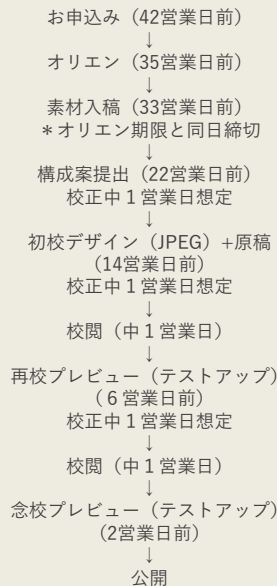 お申込み（42営業日前）
↓
オリエン（35営業日前）
↓
素材入稿（33営業日前）
＊オリエン期限と同日締切
↓
構成案提出（22営業日前）
校正中１営業日想定
↓
初校デザイン（JPEG）+原稿
（14営業日前）
校正中１営業日想定
↓
校閲（中１営業日）
↓
再校プレビュー（テストアップ）
（６営業日前）
校正中１営業日想定
↓
校閲（中１営業日）
↓
念校プレビュー（テストアップ）
（2営業日前）
↓
公開